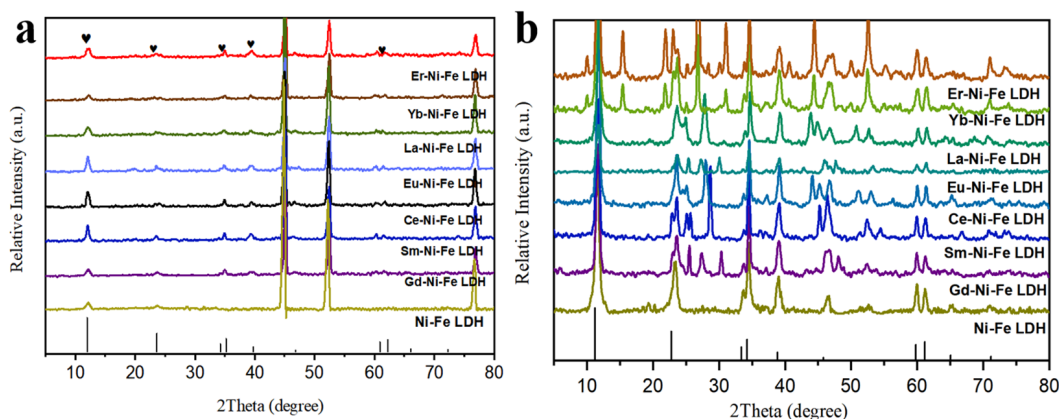 a
Relative Intensity (a.u.)
Er-Ni-Fe LDH
Yb-Ni-Fe LDH
La-Ni-Fe LDH
Eu-Ni-Fe LDH
Ce-Ni-Fe LDH
Sm-Ni-Fe LDH
Gd-Ni-Fe LDH
Ni-Fe LDH
10 20 30 40 50 60 70 80
2Theta (degree)
b
Relative Intensity (a.u.)
Er-Ni-Fe LDH
Yb-Ni-Fe LDH
La-Ni-Fe LDH
Eu-Ni-Fe LDH
Ce-Ni-Fe LDH
Sm-Ni-Fe LDH
Gd-Ni-Fe LDH
Ni-Fe LDH
10 20 30 40 50 60 70 80
2Theta (degree)